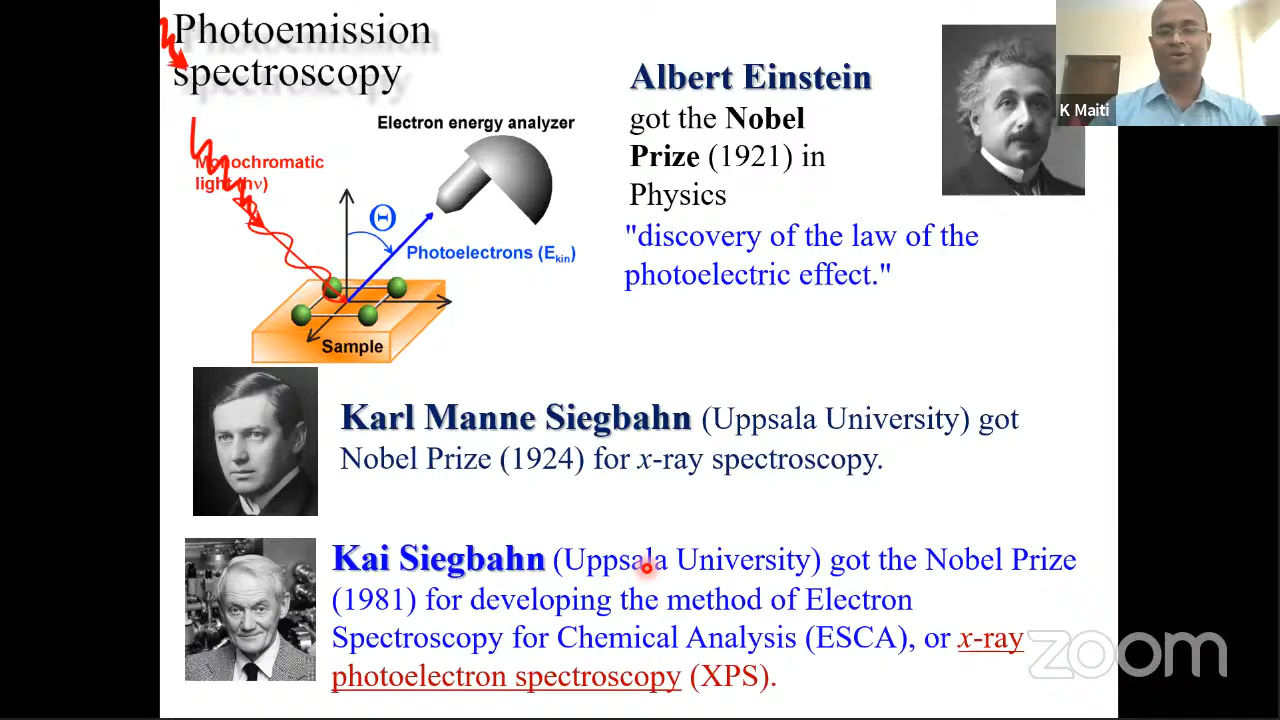 Photoemission
spectroscopy
Electron energy analyzer
Monochromatic
light (hν)
Θ
Photoelectrons (Ekin)
Sample
Albert Einstein
got the Nobel
Prize (1921) in
Physics
"discovery of the law of the
photoelectric effect."
K Maiti
Karl Manne Siegbahn (Uppsala University) got
Nobel Prize (1924) for x-ray spectroscopy.
Kai Siegbahn (Uppsala University) got the Nobel Prize
(1981) for developing the method of Electron
Spectroscopy for Chemical Analysis (ESCA), or x-ray
photoelectron spectroscopy (XPS).
zoom